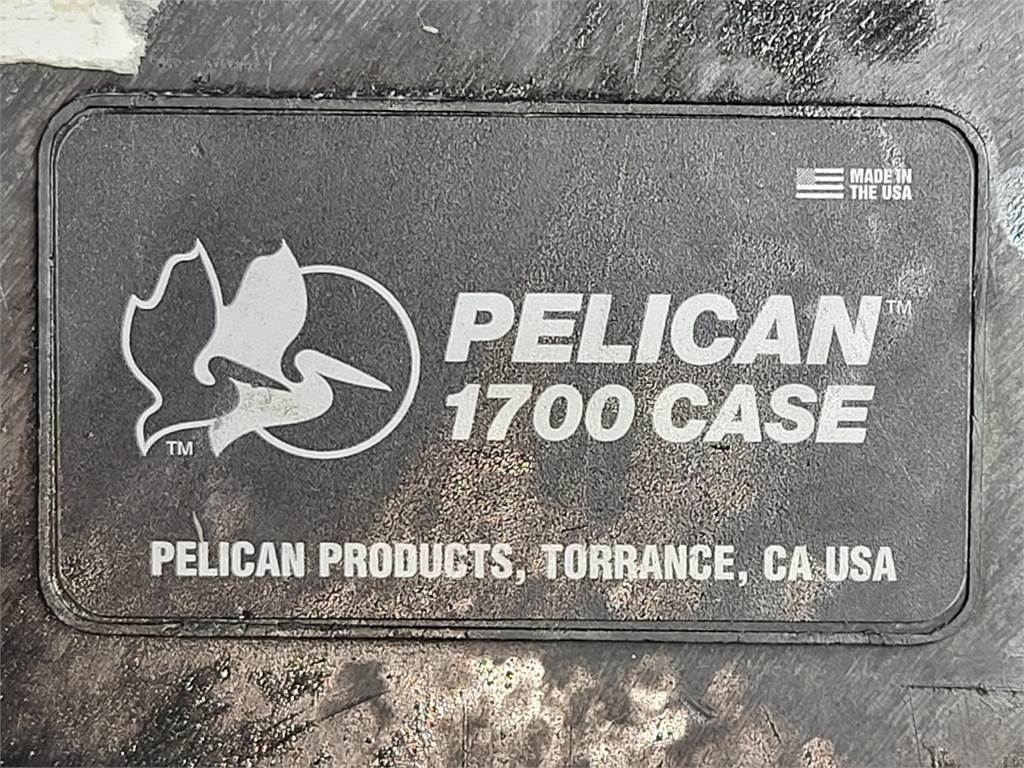 MADE IN
THE USA
PELICAN™
1700 CASE
TM
PELICAN PRODUCTS, TORRANCE, CA USA